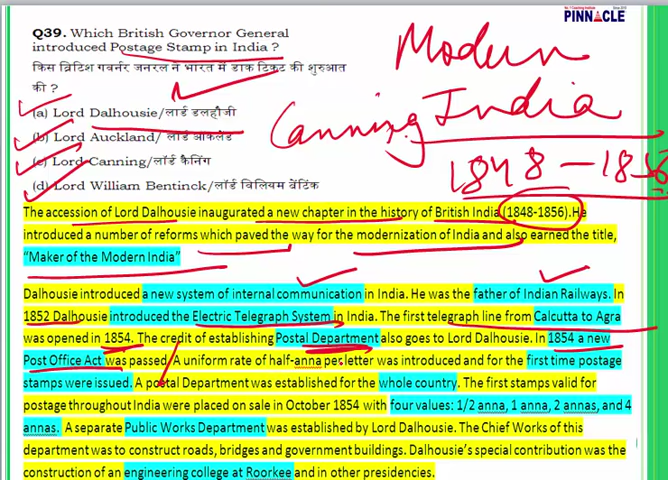 No. 1 Learning Institute
PINNACLE
Q39. Which British Governor General
introduced Postage Stamp in India ?
किस ब्रिटिश गवर्नर जनरल ने भारत में डाक टिकट की शुरुआत
की ?
(a) Lord Dalhousie/लार्ड डलहौजी
(b) Lord Auckland/लार्ड आकलैंड
(c) Lord Canning/लॉर्ड कैनिंग
(d) Lord William Bentinck/लॉर्ड विलियम बेंटिंक
Modern
India
Canning
1848 – 1856
The accession of Lord Dalhousie inaugurated a new chapter in the history of British India (1848-1856).He
introduced a number of reforms which paved the way for the modernization of India and also earned the title,
“Maker of the Modern India”
Dalhousie introduced a new system of internal communication in India. He was the father of Indian Railways. In
1852 Dalhousie introduced the Electric Telegraph System in India. The first telegraph line from Calcutta to Agra
was opened in 1854. The credit of establishing Postal Department also goes to Lord Dalhousie. In 1854 a new
Post Office Act was passed. A uniform rate of half-anna pes letter was introduced and for the first time postage
stamps were issued. A postal Department was established for the whole country. The first stamps valid for
postage throughout India were placed on sale in October 1854 with four values: 1/2 anna, 1 anna, 2 annas, and 4
annas. A separate Public Works Department was established by Lord Dalhousie. The Chief Works of this
department was to construct roads, bridges and government buildings. Dalhousie’s special contribution was the
construction of an engineering college at Roorkee and in other presidencies.